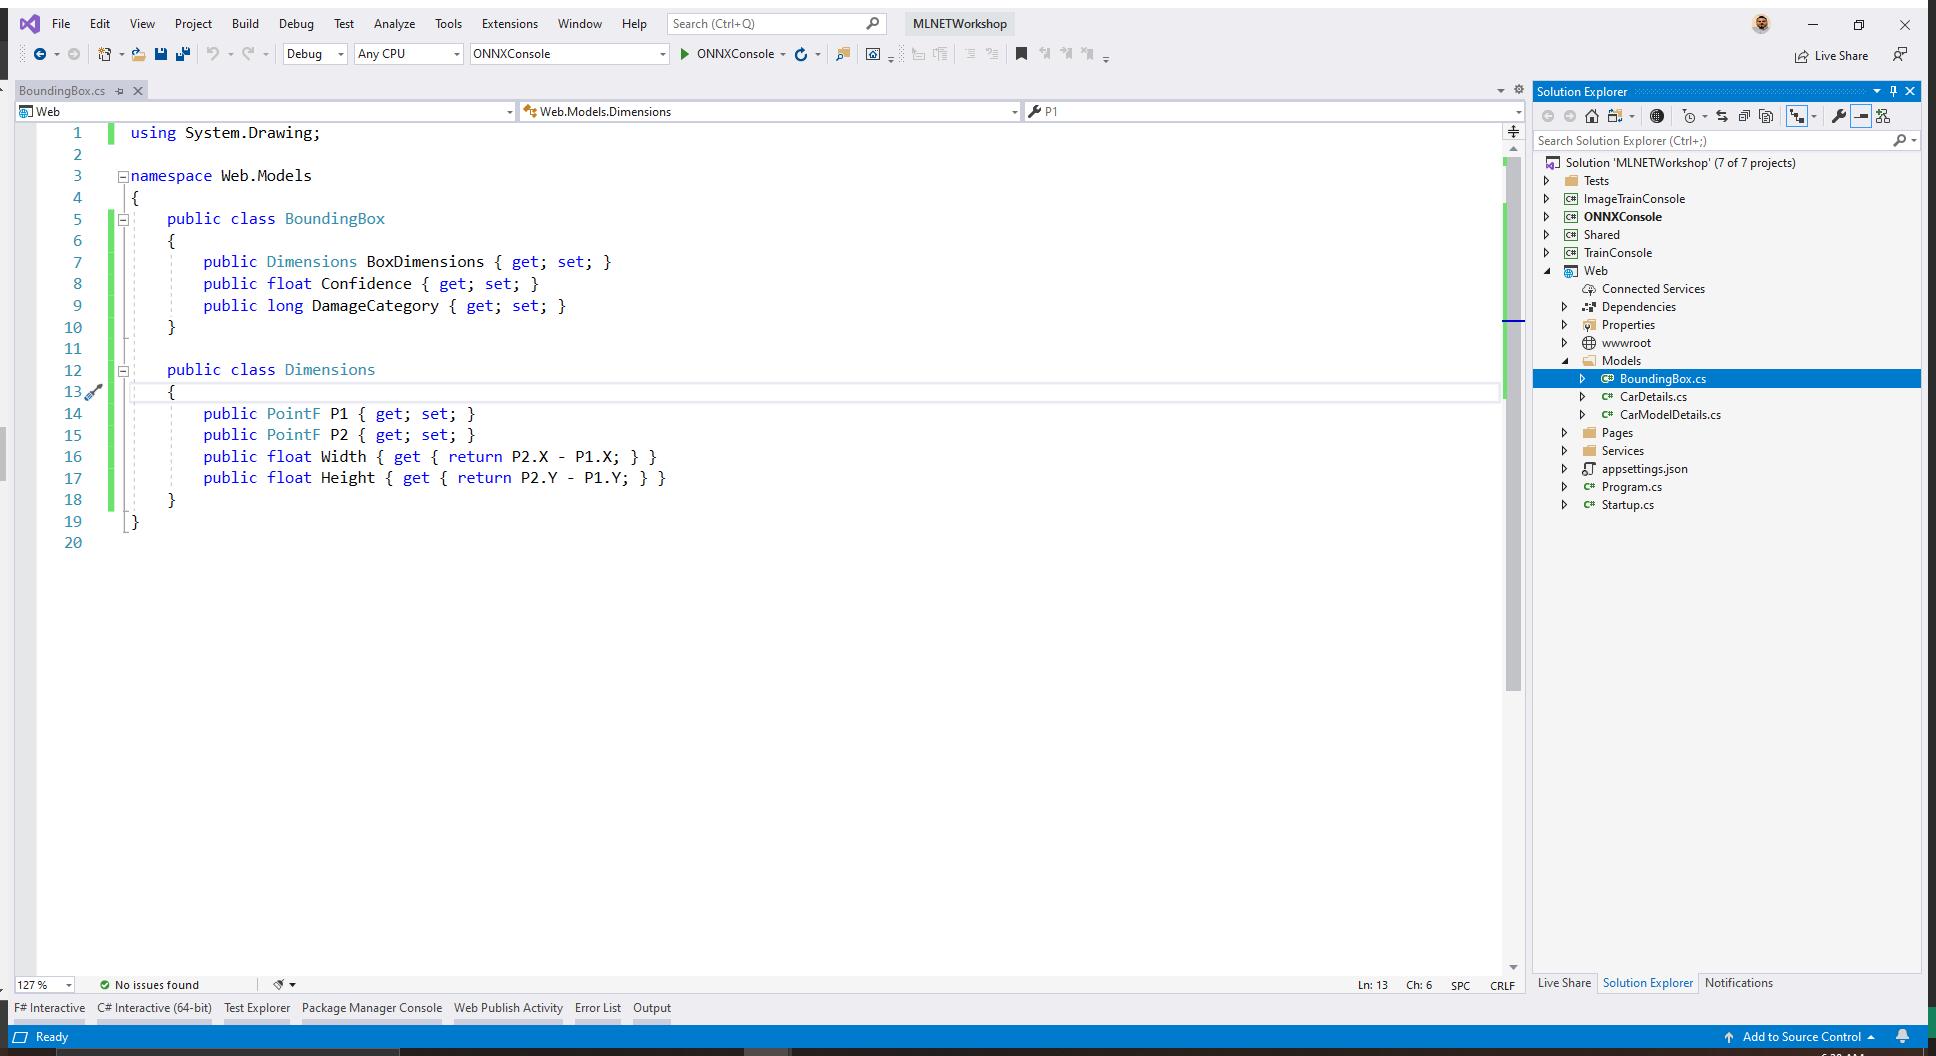 File Edit View Project Build Debug Test Analyze Tools Extensions Window Help Search (Ctrl+Q) MLNETWorkshop
Debug Any CPU ONNXConsole ONNXConsole Live Share
BoundingBox.cs
Web Web.Models.Dimensions P1
1 using System.Drawing;
2
3 namespace Web.Models
4 {
5 public class BoundingBox
6 {
7 public Dimensions BoxDimensions { get; set; }
8 public float Confidence { get; set; }
9 public long DamageCategory { get; set; }
10 }
11
12 public class Dimensions
13 {
14 public PointF P1 { get; set; }
15 public PointF P2 { get; set; }
16 public float Width { get { return P2.X - P1.X; } }
17 public float Height { get { return P2.Y - P1.Y; } }
18 }
19 }
20
127 % No issues found Ln: 13 Ch: 6 SPC CRLF
Solution Explorer
Search Solution Explorer (Ctrl+;)
Solution 'MLNETWorkshop' (7 of 7 projects)
Tests
C# ImageTrainConsole
C# ONNXConsole
C# Shared
C# TrainConsole
Web
Connected Services
Dependencies
Properties
wwwroot
Models
C# BoundingBox.cs
C# CarDetails.cs
C# CarModelDetails.cs
Pages
Services
appsettings.json
C# Program.cs
C# Startup.cs
Live Share Solution Explorer Notifications
F# Interactive C# Interactive (64-bit) Test Explorer Package Manager Console Web Publish Activity Error List Output
Ready Add to Source Control